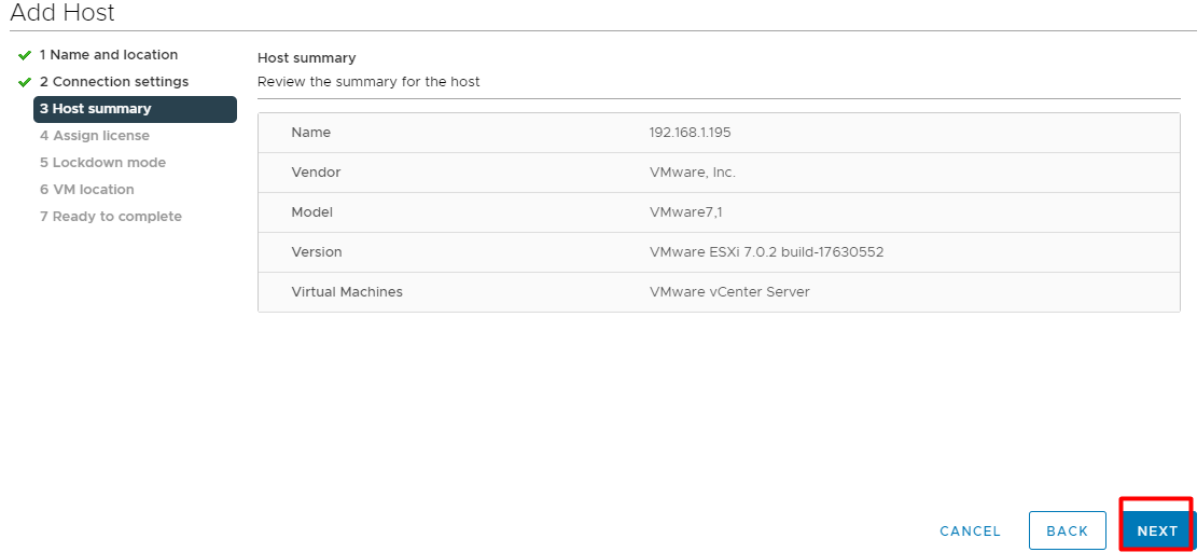 Add Host
1 Name and location
2 Connection settings
3 Host summary
4 Assign license
5 Lockdown mode
6 VM location
7 Ready to complete
Host summary
Review the summary for the host
Name 192.168.1.195
Vendor VMware, Inc.
Model VMware7,1
Version VMware ESXi 7.0.2 build-17630552
Virtual Machines VMware vCenter Server
CANCEL BACK NEXT